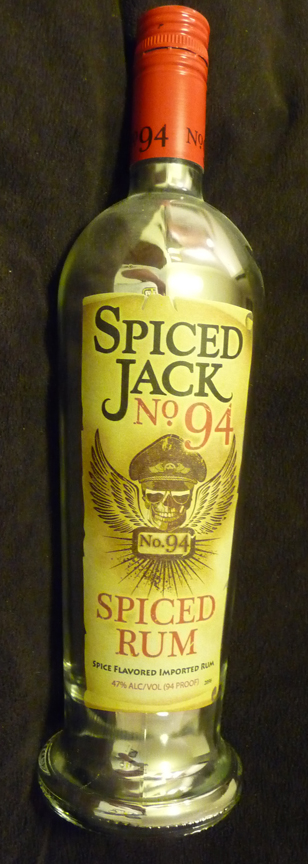 94 No
SPICED
JACK
No 94
No.94
SPICED
RUM
SPICE FLAVORED IMPORTED RUM
47% ALC/VOL (94 PROOF)